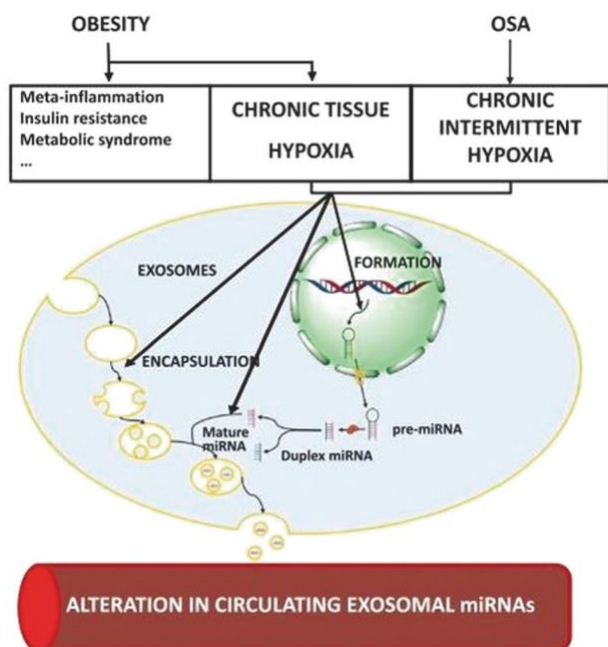 OBESITY
OSA
Meta-inflammation
Insulin resistance
Metabolic syndrome
...
CHRONIC TISSUE
HYPOXIA
CHRONIC
INTERMITTENT
HYPOXIA
EXOSOMES
FORMATION
ENCAPSULATION
Mature
miRNA
Duplex miRNA
pre-miRNA
ALTERATION IN CIRCULATING EXOSOMAL miRNAs